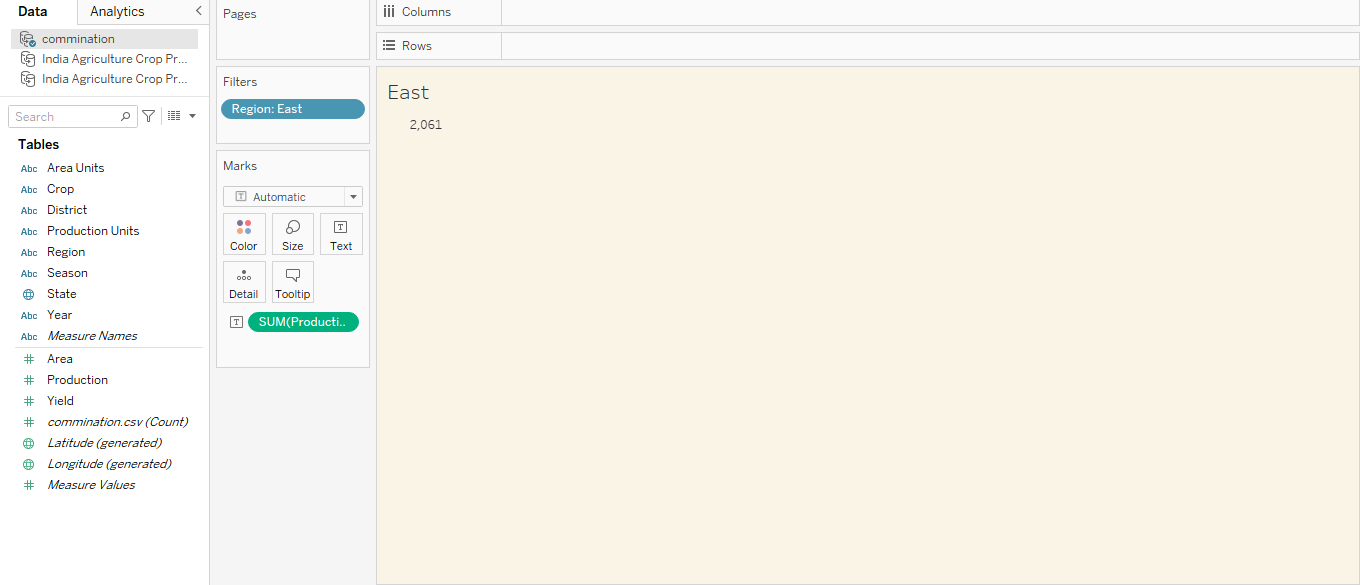 Data Analytics
commination
India Agriculture Crop Pr...
India Agriculture Crop Pr...
Search
Tables
Abc Area Units
Abc Crop
Abc District
Abc Production Units
Abc Region
Abc Season
State
Abc Year
Abc Measure Names
# Area
# Production
# Yield
# commination.csv (Count)
Latitude (generated)
Longitude (generated)
# Measure Values
Pages
Filters
Region: East
Marks
T Automatic
Color Size T Text
Detail Tooltip
T SUM(Producti..
Columns
Rows
East
2,061